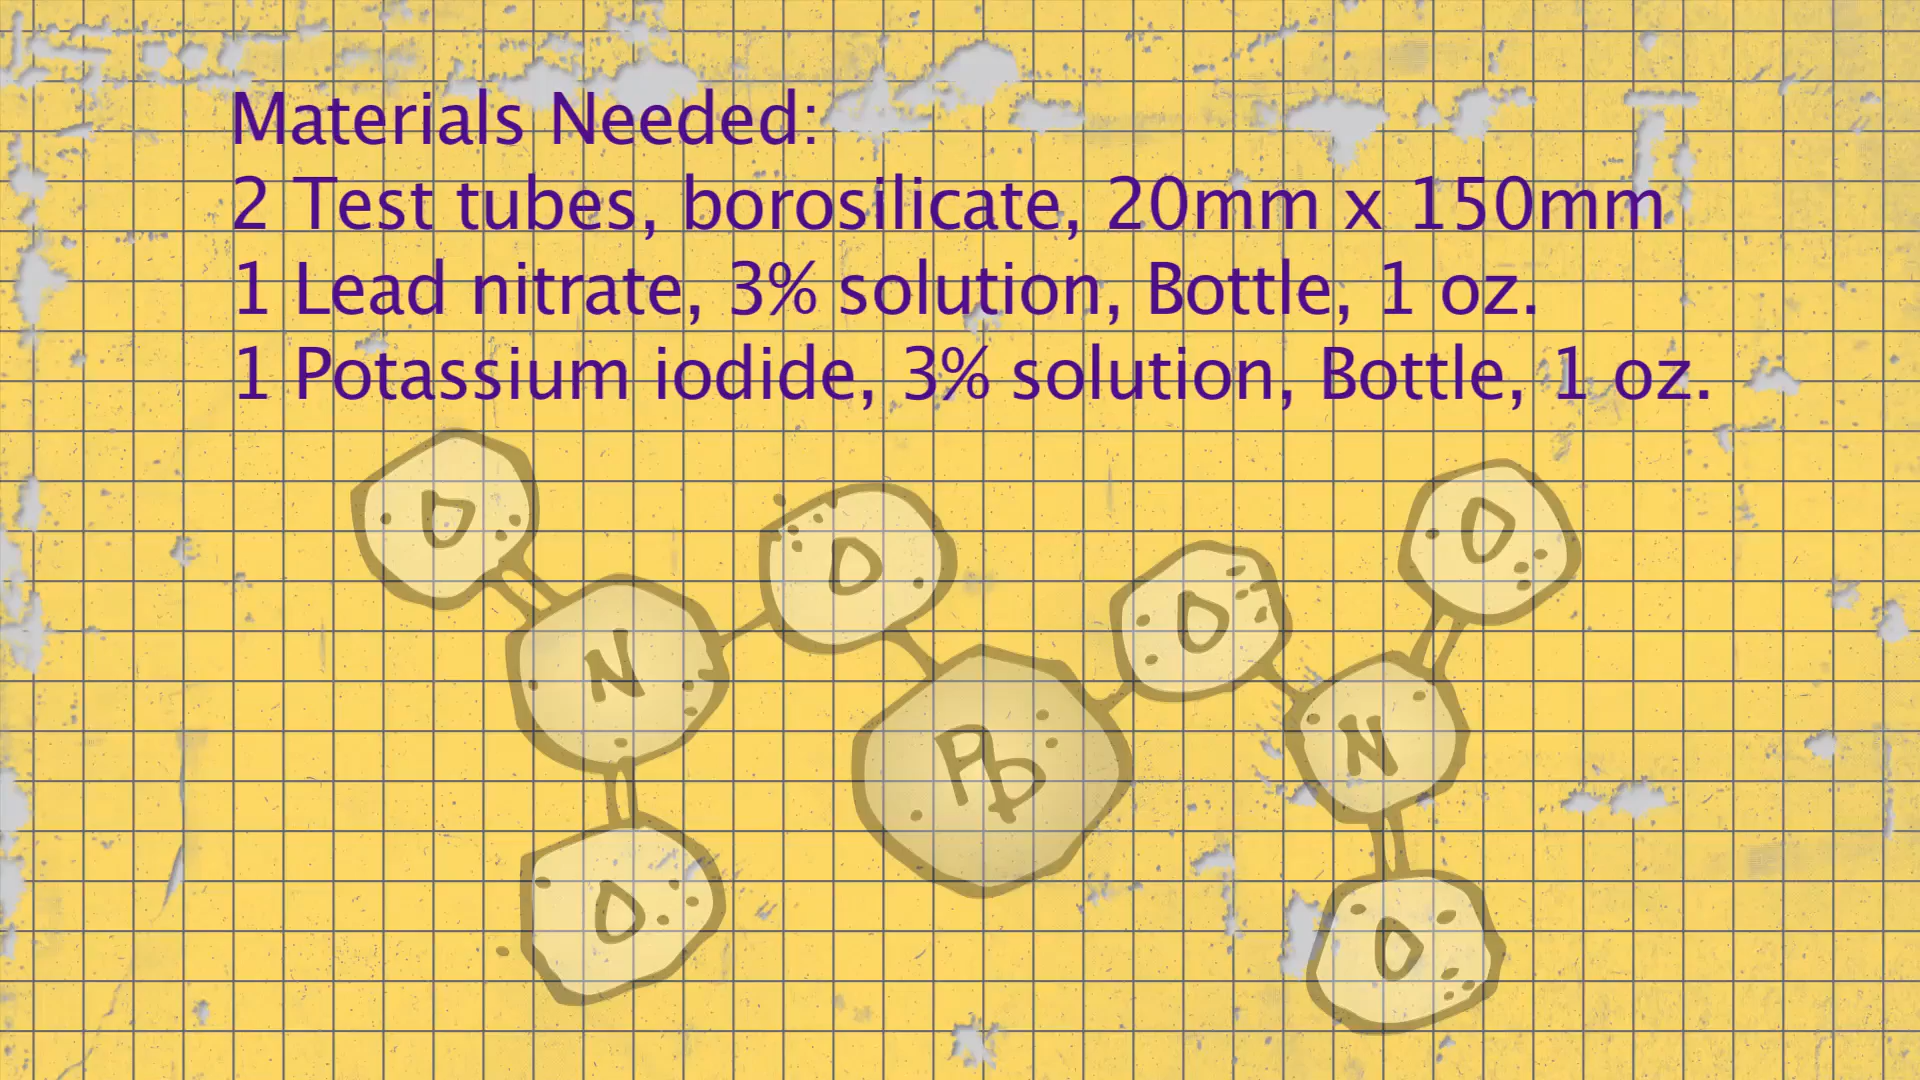 Materials Needed:
2 Test tubes, borosilicate, 20mm x 150mm
1 Lead nitrate, 3% solution, Bottle, 1 oz.
1 Potassium iodide, 3% solution, Bottle, 1 oz.
O
O
O
O
N
N
Pb
O
O